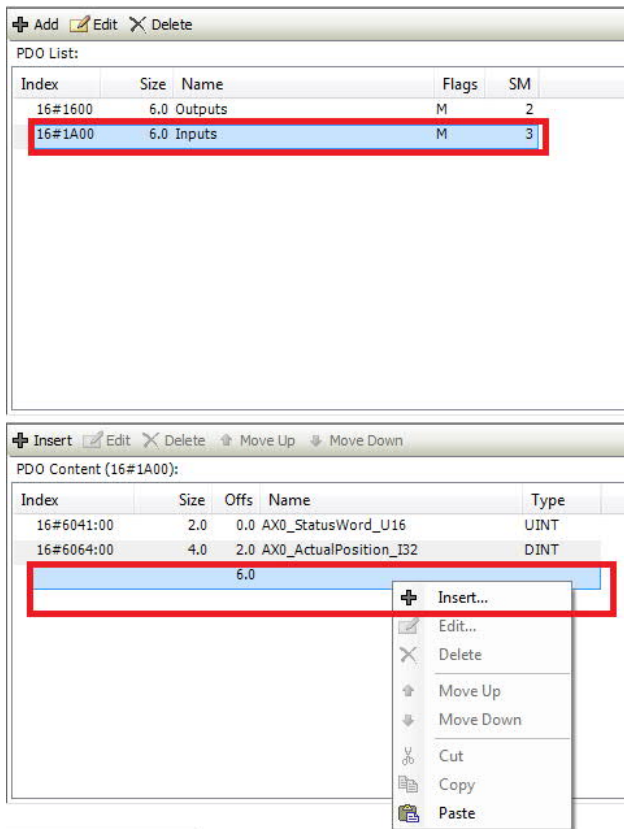 Add Edit Delete
PDO List:
Index Size Name Flags SM
16#1600 6.0 Outputs M 2
16#1A00 6.0 Inputs M 3
Insert Edit Delete Move Up Move Down
PDO Content (16#1A00):
Index Size Offs Name Type
16#6041:00 2.0 0.0 AX0_StatusWord_U16 UINT
16#6064:00 4.0 2.0 AX0_ActualPosition_I32 DINT
6.0
Insert...
Edit...
Delete
Move Up
Move Down
Cut
Copy
Paste